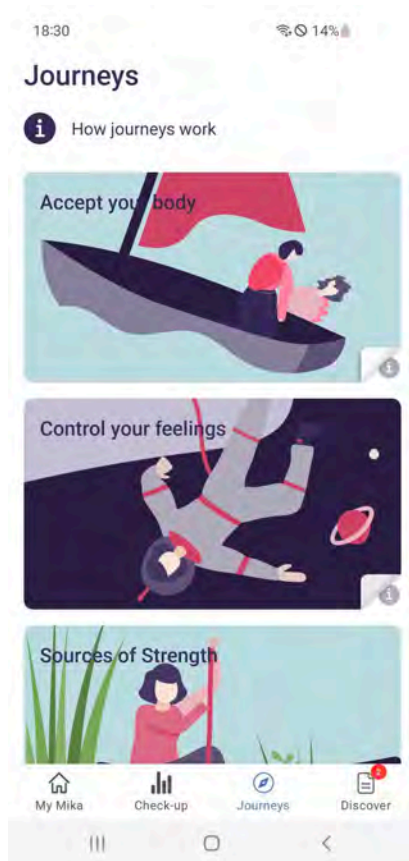 18:30
14%
Journeys
i How journeys work
Accept your body
i
Control your feelings
i
Sources of Strength
2
My Mika Check-up Journeys Discover